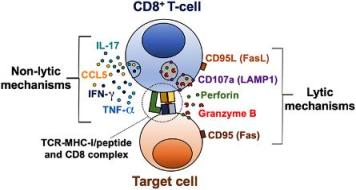 CD8+ T-cell
IL-17
CCL5
IFN-γ
TNF-α
Non-lytic
mechanisms
CD95L (FasL)
CD107a (LAMP1)
Perforin
Granzyme B
CD95 (Fas)
Lytic
mechanisms
TCR-MHC-I/peptide
and CD8 complex
Target cell